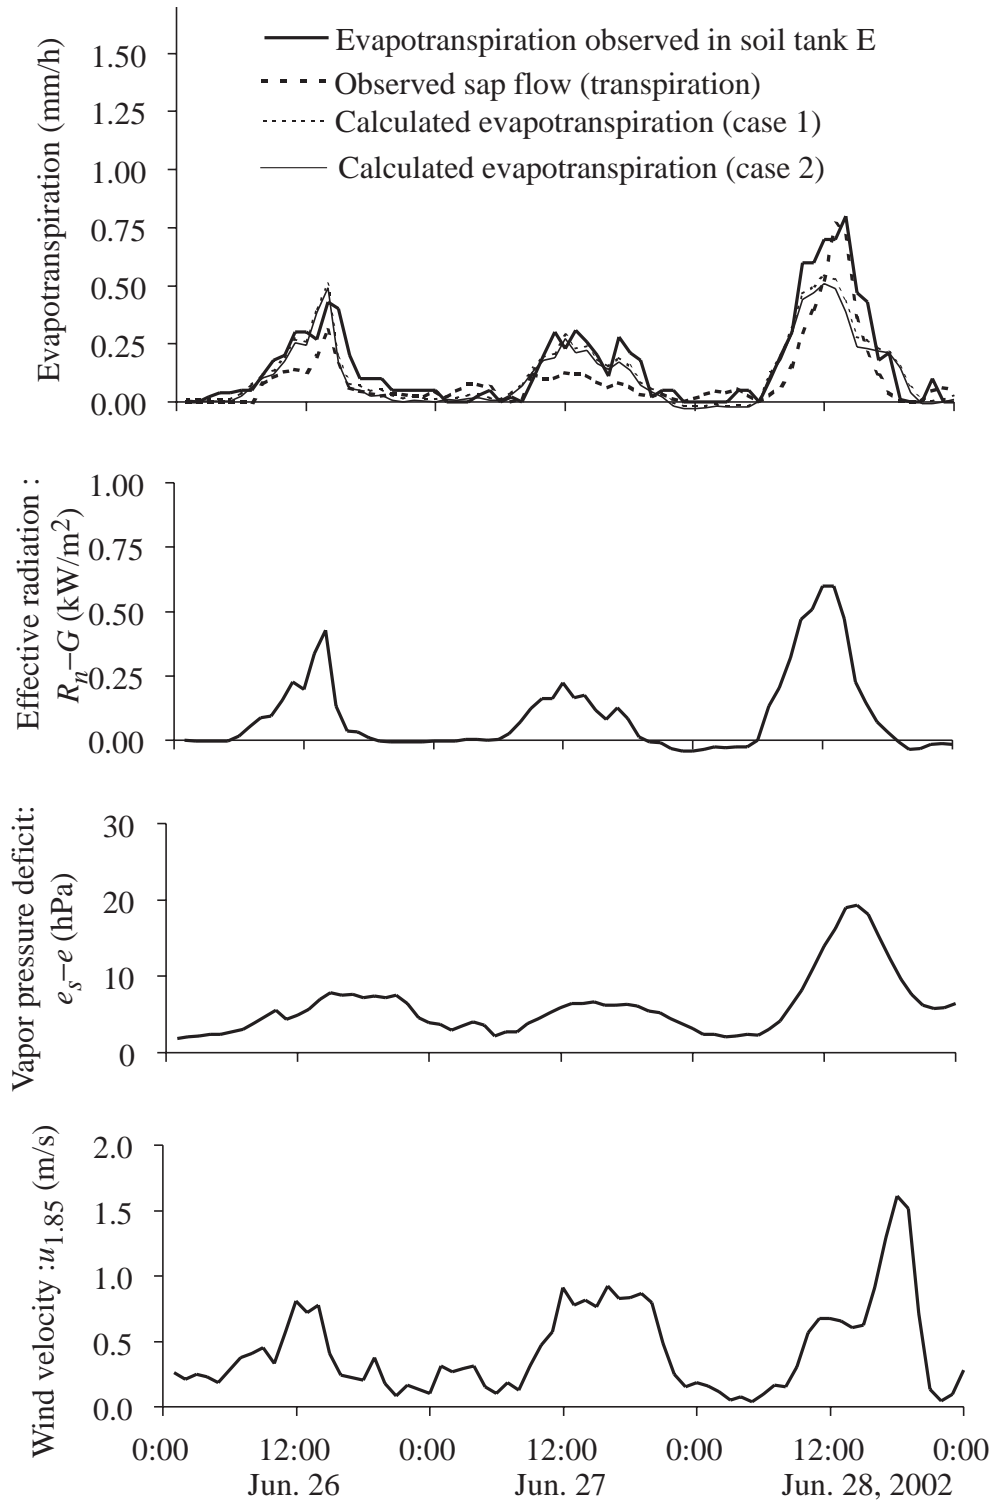 Evapotranspiration (mm/h)
1.50
1.25
1.00
0.75
0.50
0.25
0.00
Evapotranspiration observed in soil tank E
Observed sap flow (transpiration)
Calculated evapotranspiration (case 1)
Calculated evapotranspiration (case 2)
Effective radiation :
Rn–G (kW/m2)
1.00
0.75
0.50
0.25
0.00
Vapor pressure deficit:
es–e (hPa)
30
20
10
0
Wind velocity :u1.85 (m/s)
2.0
1.5
1.0
0.5
0.0
0:00 12:00 0:00 12:00 0:00 12:00 0:00
Jun. 26 Jun. 27 Jun. 28, 2002